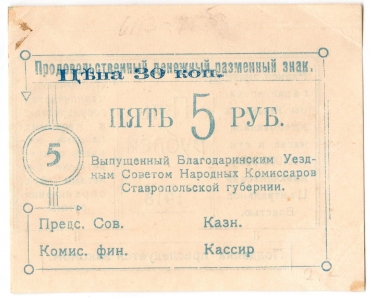 Продовольственный денежный разменный знак.
Цѣна 30 коп.
ПЯТЬ 5 РУБ.
5
Выпущенный Благодаринским Уезд-
ным Советом Народных Комиссаров
Ставропольской губернии.
Предс. Сов. Казн.
Комис. фин. Кассир